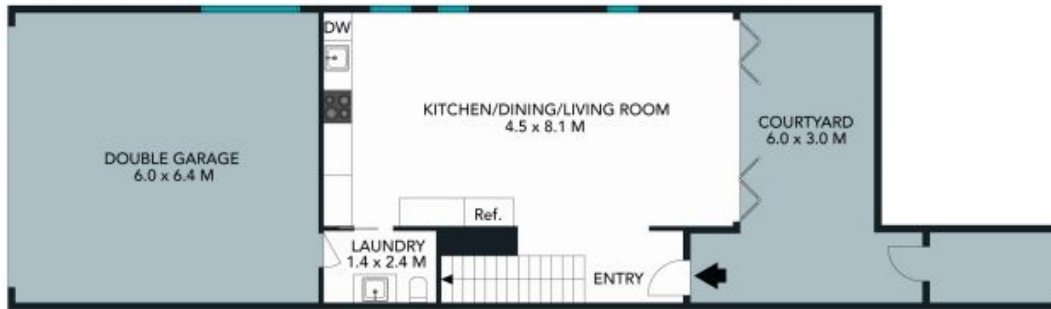 DW
KITCHEN/DINING/LIVING ROOM
4.5 x 8.1 M
COURTYARD
6.0 x 3.0 M
DOUBLE GARAGE
6.0 x 6.4 M
Ref.
LAUNDRY
1.4 x 2.4 M
ENTRY